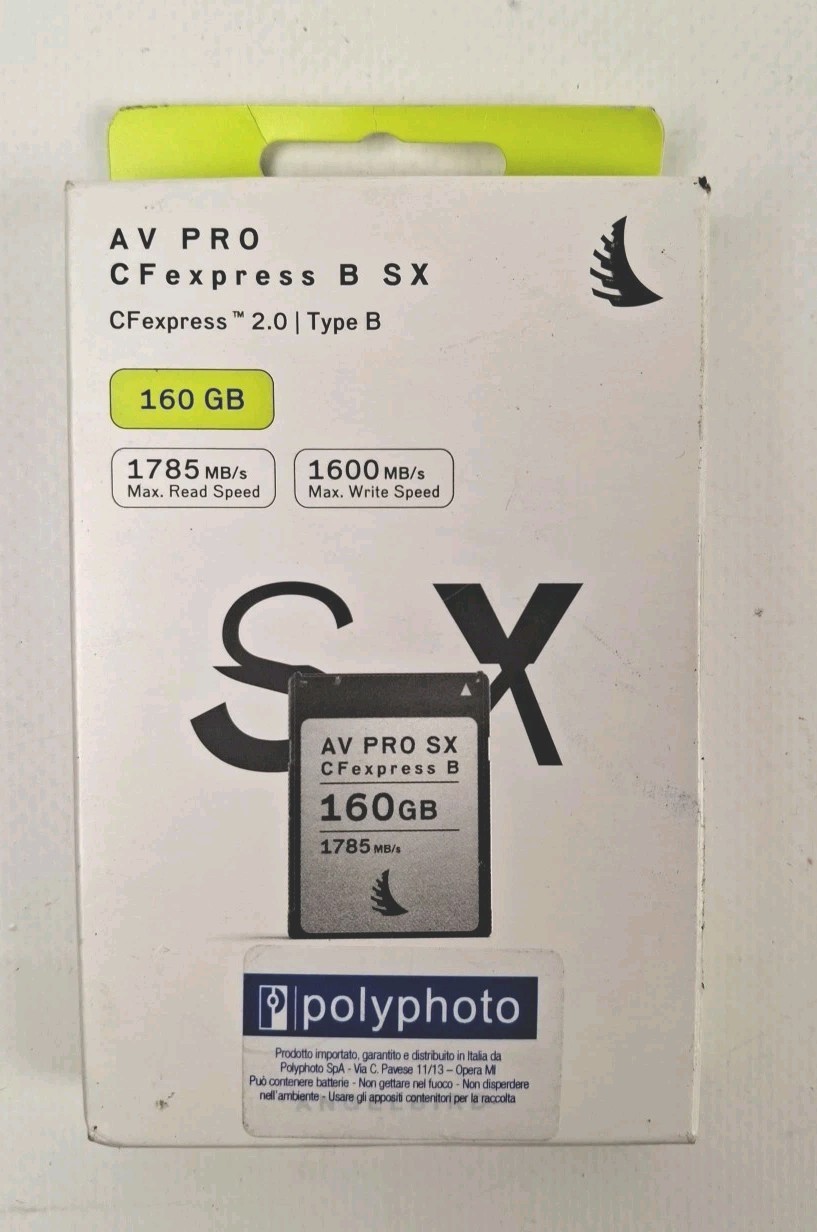 AV PRO
CFexpress B SX
CFexpress™ 2.0 | Type B
160 GB
1785 MB/s
Max. Read Speed
1600 MB/s
Max. Write Speed
SX
AV PRO SX
CFexpress B
160GB
1785 MB/s
polyphoto
Prodotto importato, garantito e distribuito in Italia da
Polyphoto SpA - Via C. Pavese 11/13 – Opera MI
Può contenere batterie - Non gettare nel fuoco - Non disperdere
nell'ambiente - Usare gli appositi contenitori per la raccolta
ANGELBIRD